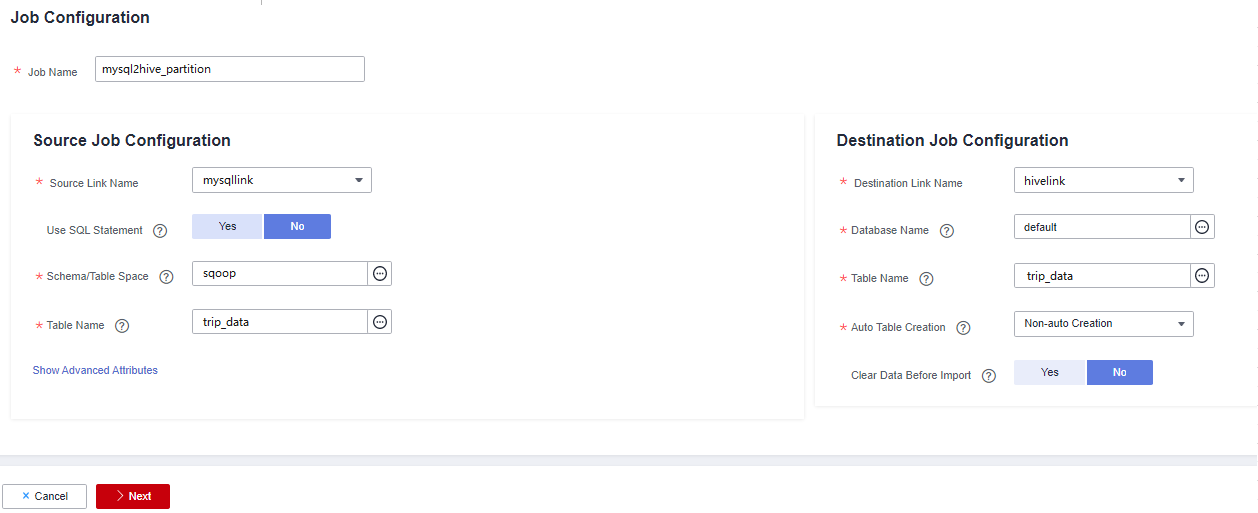 Job Configuration
* Job Name mysql2hive_partition
Source Job Configuration
* Source Link Name mysqllink
Use SQL Statement ? Yes No
* Schema/Table Space ? sqoop
* Table Name ? trip_data
Show Advanced Attributes
Destination Job Configuration
* Destination Link Name hivelink
* Database Name ? default
* Table Name ? trip_data
* Auto Table Creation ? Non-auto Creation
Clear Data Before Import ? Yes No
× Cancel
> Next